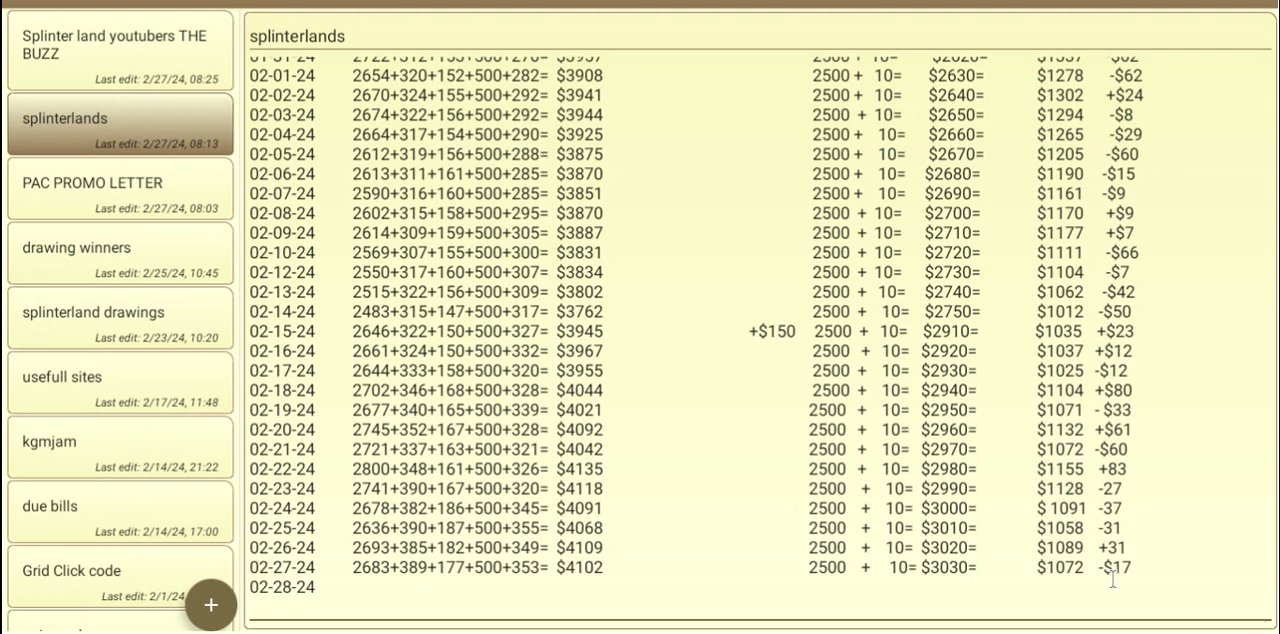 Splinter land youtubers THE
BUZZ
Last edit: 2/27/24, 08:25
splinterlands
Last edit: 2/27/24, 08:13
PAC PROMO LETTER
Last edit: 2/27/24, 08:03
drawing winners
Last edit: 2/25/24, 10:45
splinterland drawings
Last edit: 2/23/24, 10:20
usefull sites
Last edit: 2/17/24, 11:48
kgmjam
Last edit: 2/14/24, 21:22
due bills
Last edit: 2/14/24, 17:00
Grid Click code
Last edit: 2/1/24
+
splinterlands
02-01-24 2654+320+152+500+282= $3908 2500 + 10= $2630= $1278 -$62
02-02-24 2670+324+155+500+292= $3941 2500 + 10= $2640= $1302 +$24
02-03-24 2674+322+156+500+292= $3944 2500 + 10= $2650= $1294 -$8
02-04-24 2664+317+154+500+290= $3925 2500 + 10= $2660= $1265 -$29
02-05-24 2612+319+156+500+288= $3875 2500 + 10= $2670= $1205 -$60
02-06-24 2613+311+161+500+285= $3870 2500 + 10= $2680= $1190 -$15
02-07-24 2590+316+160+500+285= $3851 2500 + 10= $2690= $1161 -$9
02-08-24 2602+315+158+500+295= $3870 2500 + 10= $2700= $1170 +$9
02-09-24 2614+309+159+500+305= $3887 2500 + 10= $2710= $1177 +$7
02-10-24 2569+307+155+500+300= $3831 2500 + 10= $2720= $1111 -$66
02-12-24 2550+317+160+500+307= $3834 2500 + 10= $2730= $1104 -$7
02-13-24 2515+322+156+500+309= $3802 2500 + 10= $2740= $1062 -$42
02-14-24 2483+315+147+500+317= $3762 2500 + 10= $2750= $1012 -$50
02-15-24 2646+322+150+500+327= $3945 +$150 2500 + 10= $2910= $1035 +$23
02-16-24 2661+324+150+500+332= $3967 2500 + 10= $2920= $1037 +$12
02-17-24 2644+333+158+500+320= $3955 2500 + 10= $2930= $1025 -$12
02-18-24 2702+346+168+500+328= $4044 2500 + 10= $2940= $1104 +$80
02-19-24 2677+340+165+500+339= $4021 2500 + 10= $2950= $1071 - $33
02-20-24 2745+352+167+500+328= $4092 2500 + 10= $2960= $1132 +$61
02-21-24 2721+337+163+500+321= $4042 2500 + 10= $2970= $1072 -$60
02-22-24 2800+348+161+500+326= $4135 2500 + 10= $2980= $1155 +83
02-23-24 2741+390+167+500+320= $4118 2500 + 10= $2990= $1128 -27
02-24-24 2678+382+186+500+345= $4091 2500 + 10= $3000= $ 1091 -37
02-25-24 2636+390+187+500+355= $4068 2500 + 10= $3010= $1058 -31
02-26-24 2693+385+182+500+349= $4109 2500 + 10= $3020= $1089 +31
02-27-24 2683+389+177+500+353= $4102 2500 + 10= $3030= $1072 -$17
02-28-24